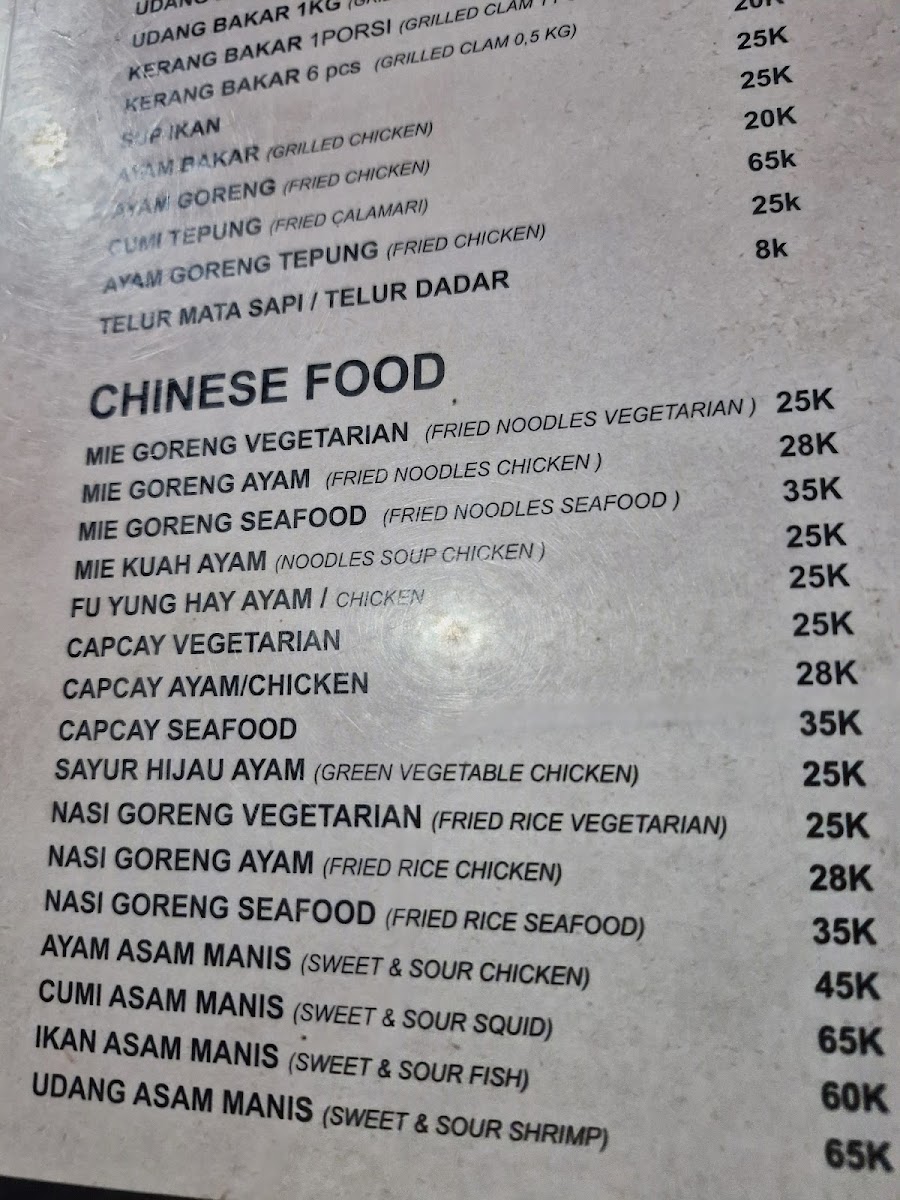 UDANG BAKAR 1KG
KERANG BAKAR 1PORSI (GRILLED CLAM
KERANG BAKAR 6 pcs (GRILLED CLAM 0,5 KG) 20K
SUP IKAN 25K
AYAM BAKAR (GRILLED CHICKEN) 25K
AYAM GORENG (FRIED CHICKEN) 20K
CUMI TEPUNG (FRIED CALAMARI) 65k
AYAM GORENG TEPUNG (FRIED CHICKEN) 25k
TELUR MATA SAPI / TELUR DADAR 8k
CHINESE FOOD
MIE GORENG VEGETARIAN (FRIED NOODLES VEGETARIAN ) 25K
MIE GORENG AYAM (FRIED NOODLES CHICKEN ) 28K
MIE GORENG SEAFOOD (FRIED NOODLES SEAFOOD ) 35K
MIE KUAH AYAM (NOODLES SOUP CHICKEN ) 25K
FU YUNG HAY AYAM / CHICKEN 25K
CAPCAY VEGETARIAN 25K
CAPCAY AYAM/CHICKEN 28K
CAPCAY SEAFOOD 35K
SAYUR HIJAU AYAM (GREEN VEGETABLE CHICKEN) 25K
NASI GORENG VEGETARIAN (FRIED RICE VEGETARIAN) 25K
NASI GORENG AYAM (FRIED RICE CHICKEN) 28K
NASI GORENG SEAFOOD (FRIED RICE SEAFOOD) 35K
AYAM ASAM MANIS (SWEET & SOUR CHICKEN) 45K
CUMI ASAM MANIS (SWEET & SOUR SQUID) 65K
IKAN ASAM MANIS (SWEET & SOUR FISH) 60K
UDANG ASAM MANIS (SWEET & SOUR SHRIMP) 65K